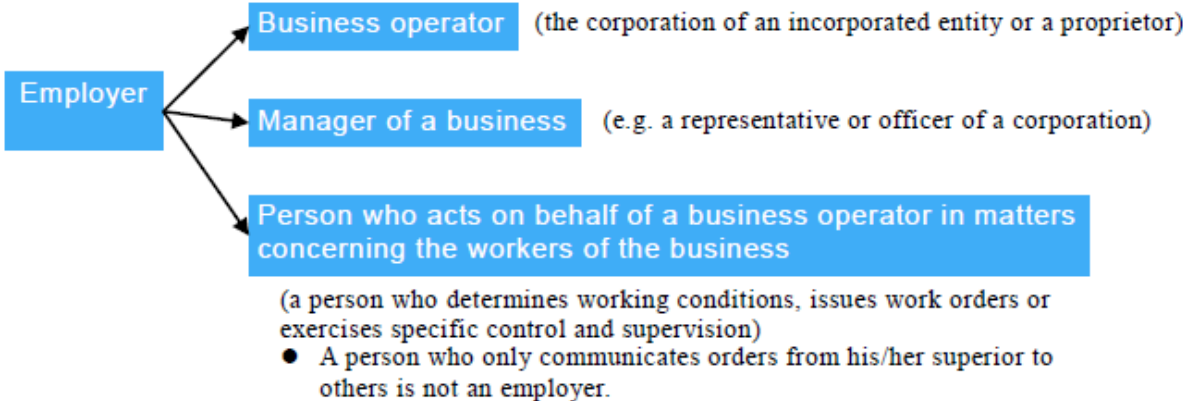 Business operator (the corporation of an incorporated entity or a proprietor)
Employer
Manager of a business (e.g. a representative or officer of a corporation)
Person who acts on behalf of a business operator in matters
concerning the workers of the business
(a person who determines working conditions, issues work orders or
exercises specific control and supervision)
● A person who only communicates orders from his/her superior to
others is not an employer.